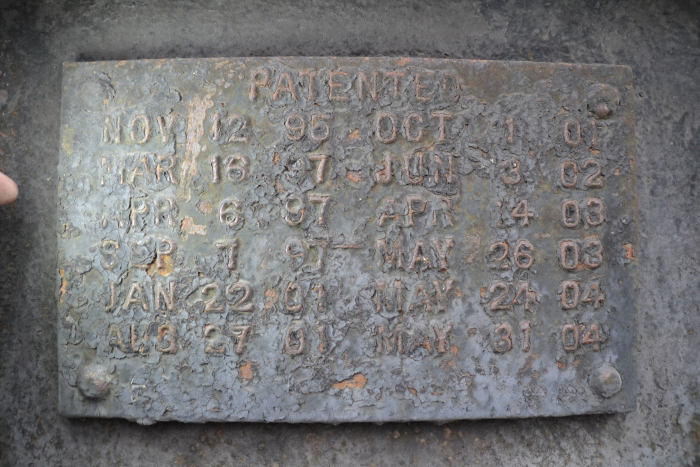 PATENTED
NOV 12 95 OCT 1 01
MAR 16 97 JUN 3 02
APR 6 97 APR 14 03
SEP 7 97 MAY 26 03
JAN 22 01 MAY 24 04
AUG 27 01 MAY 31 04